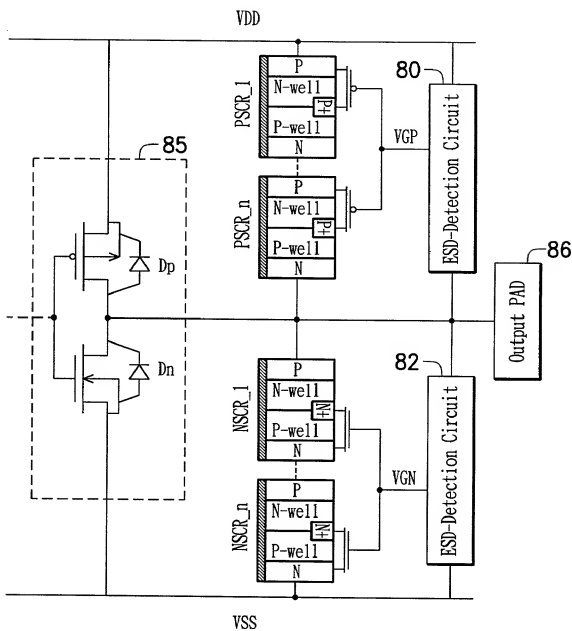 VDD
80
PSCR_1
P
N-well
P+
P-well
N
VGP
ESD-Detection Circuit
85
PSCR_n
P
N-well
P+
P-well
N
Dp
86
Output PAD
82
NSCR_1
P
N-well
N+
P-well
N
Dn
VGN
ESD-Detection Circuit
NSCR_n
P
N-well
N+
P-well
N
VSS